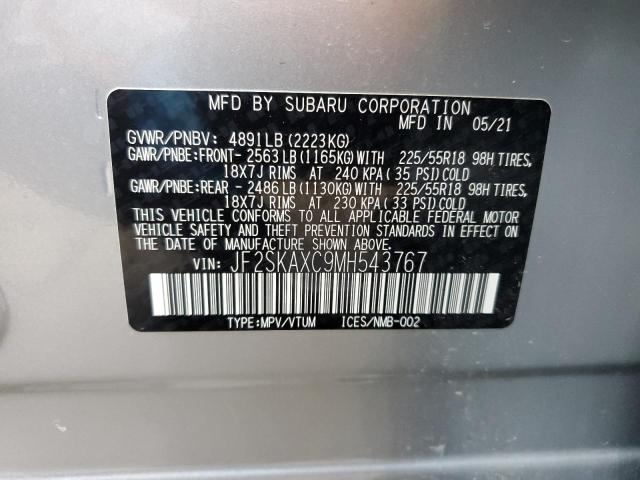 MFD BY SUBARU CORPORATION
MFD IN 05/21
GVWR/PNBV: 4891LB (2223KG)
GAWR/PNBE:FRONT- 2563LB (1165KG)WITH 225/55R18 98H TIRES,
18X7J RIMS AT 240 KPA ( 35 PSI)COLD
GAWR/PNBE:REAR - 2486LB (1130KG)WITH 225/55R18 98H TIRES,
18X7J RIMS AT 230 KPA ( 33 PSI)COLD
THIS VEHICLE CONFORMS TO ALL APPLICABLE FEDERAL MOTOR
VEHICLE SAFETY AND THEFT PREVENTION STANDARDS IN EFFECT
ON THE DATE OF MANUFACTURE SHOWN ABOVE.
VIN: JF2SKAXC9MH543767
TYPE:MPV/VTUM ICES/NMB-002